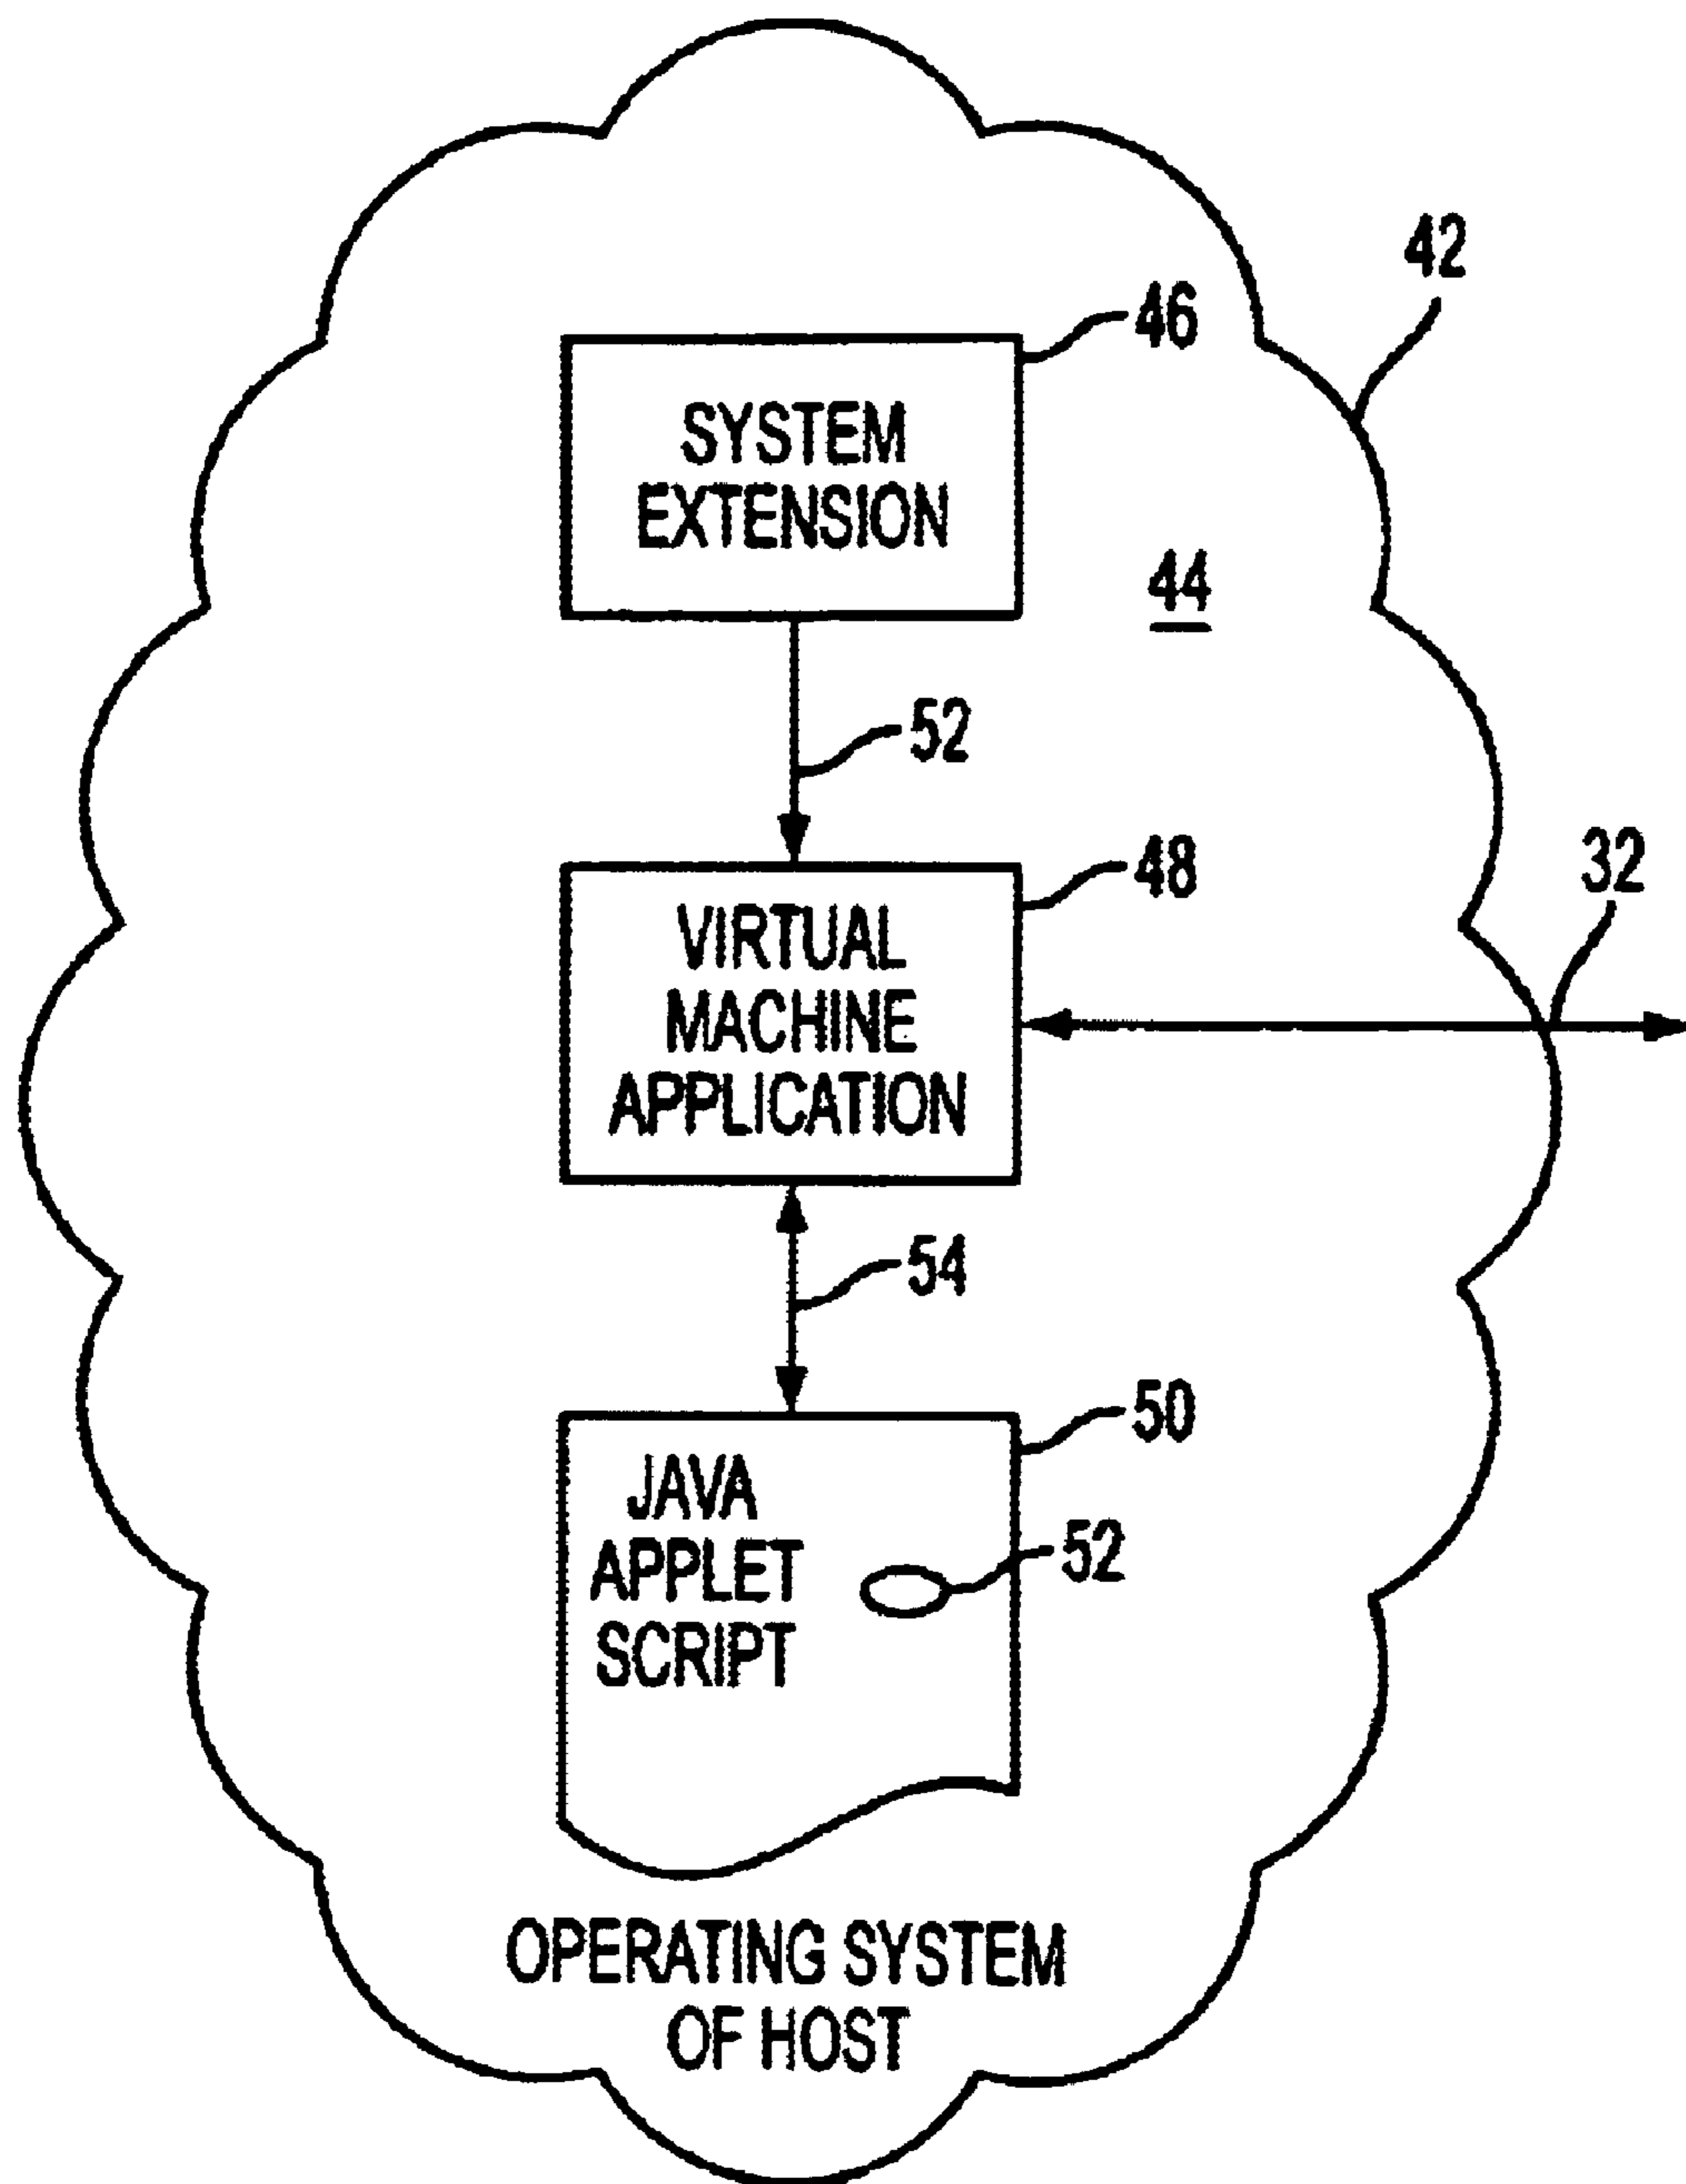 42
46
SYSTEM
EXTENSION
44
52
48
32
VIRTUAL
MACHINE
APPLICATION
54
50
JAVA
APPLET
52
SCRIPT
OPERATING SYSTEM
OF HOST